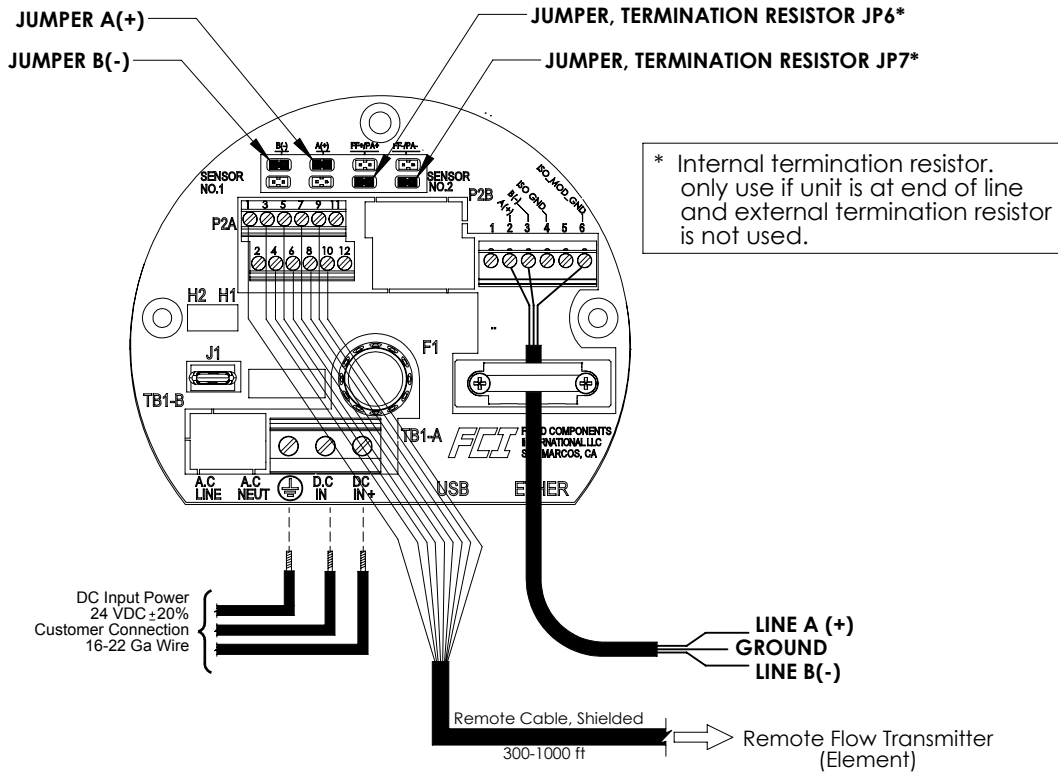 JUMPER A(+)
JUMPER B(-)
JUMPER, TERMINATION RESISTOR JP6*
JUMPER, TERMINATION RESISTOR JP7*
* Internal termination resistor.
only use if unit is at end of line
and external termination resistor
is not used.
B(-) A(+) FF+/PA+ FF-/PA-
SENSOR
NO.1
SENSOR
NO.2
P2A
1 3 5 7 9 11
2 4 6 8 10 12
P2B
A(+)
B(-)
ISO GND
ISO_MOD_GND
1 2 3 4 5 6
H2 H1
J1
F1
TB1-B
TB1-A
FCI
COMPONENTS
MARCOS, CA
A.C
LINE
A.C
NEUT
D.C
IN
DC
IN +
USB
DC Input Power
24 VDC ±20%
Customer Connection
16-22 Ga Wire
LINE A (+)
GROUND
LINE B(-)
Remote Cable, Shielded
300-1000 ft
Remote Flow Transmitter
(Element)